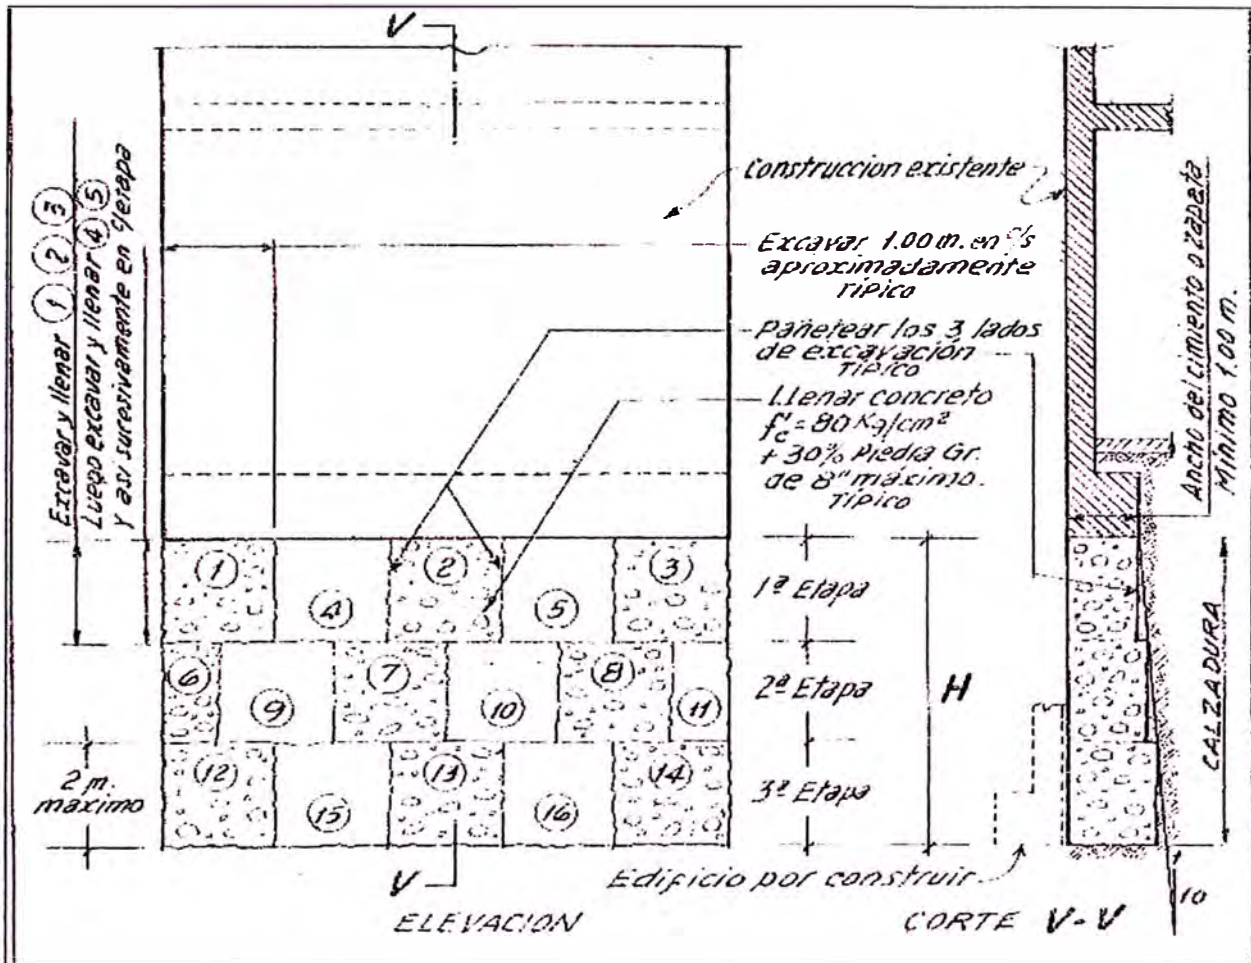 V
Excavar y llenar ① ② ③
Luego excavar y llenar ④ ⑤
y asi sucesivamente en c/etapa
Construccion existente
Excavar 1.00 m. en c/s
aproximadamente
TIPICO
Pañetear los 3 lados
de excavación
TIPICO
Llenar concreto
f'c = 80 Kg/cm²
+ 30% Piedra Gr.
de 8" máximo.
TIPICO
Ancho del cimiento o zapata
Mínimo 1.00 m.
1 2 3
4 5
1ª Etapa
6 7 8
9 10 11
2ª Etapa
H
12 13 14
15 16
3ª Etapa
2 m.
máximo
CALZADURA
Edificio por construir
1
10
V
ELEVACION
CORTE V-V